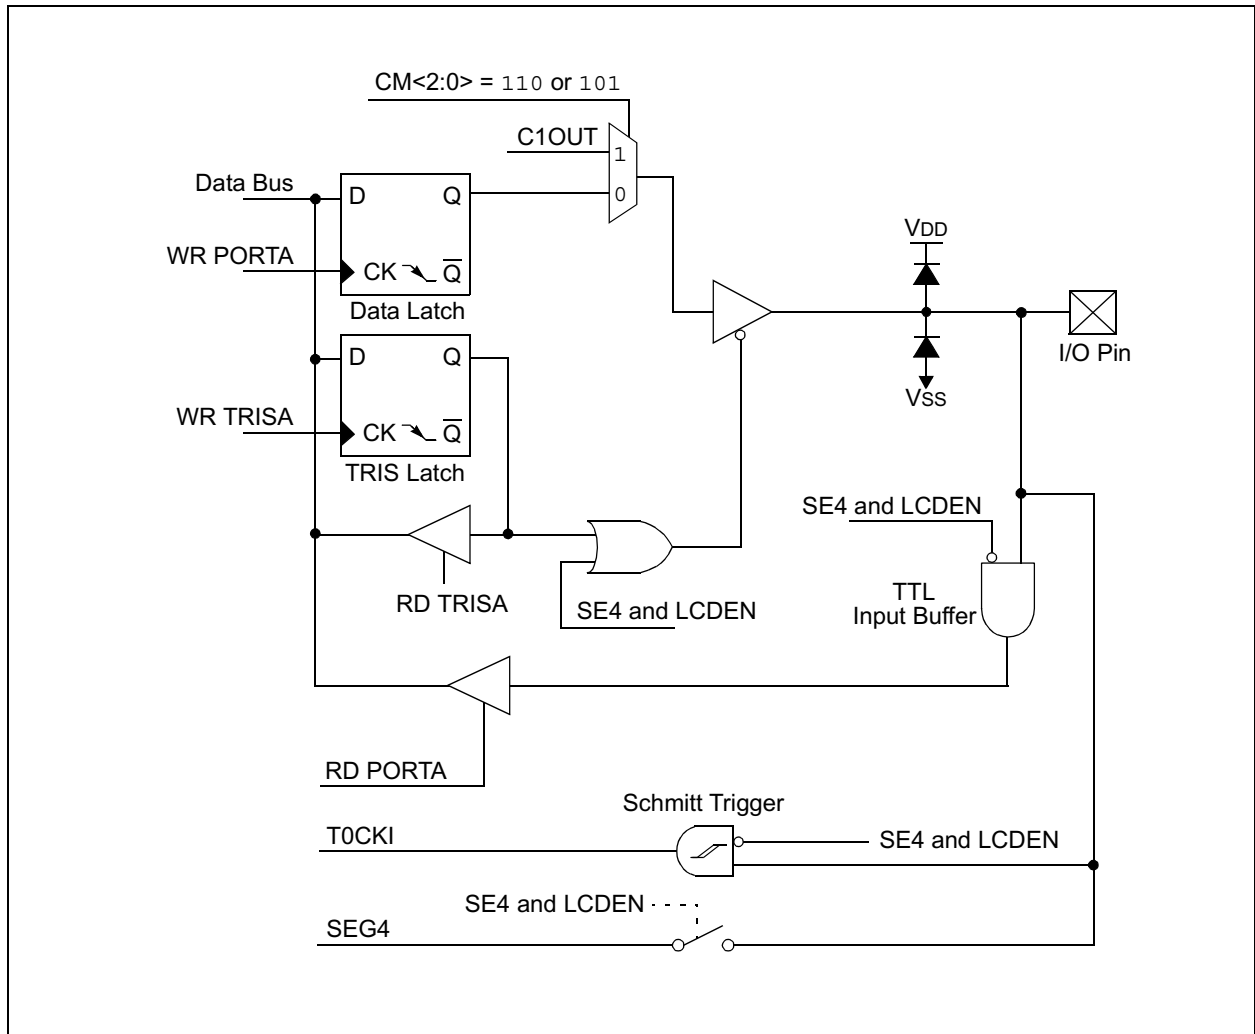 CM<2:0> = 110 or 101
C1OUT
1
0
Data Bus
D
Q
WR PORTA
CK
Q̅
Data Latch
VDD
I/O Pin
VSS
D
Q
WR TRISA
CK
Q̅
TRIS Latch
SE4 and LCDEN
RD TRISA
SE4 and LCDEN
TTL
Input Buffer
RD PORTA
Schmitt Trigger
T0CKI
SE4 and LCDEN
SE4 and LCDEN
SEG4